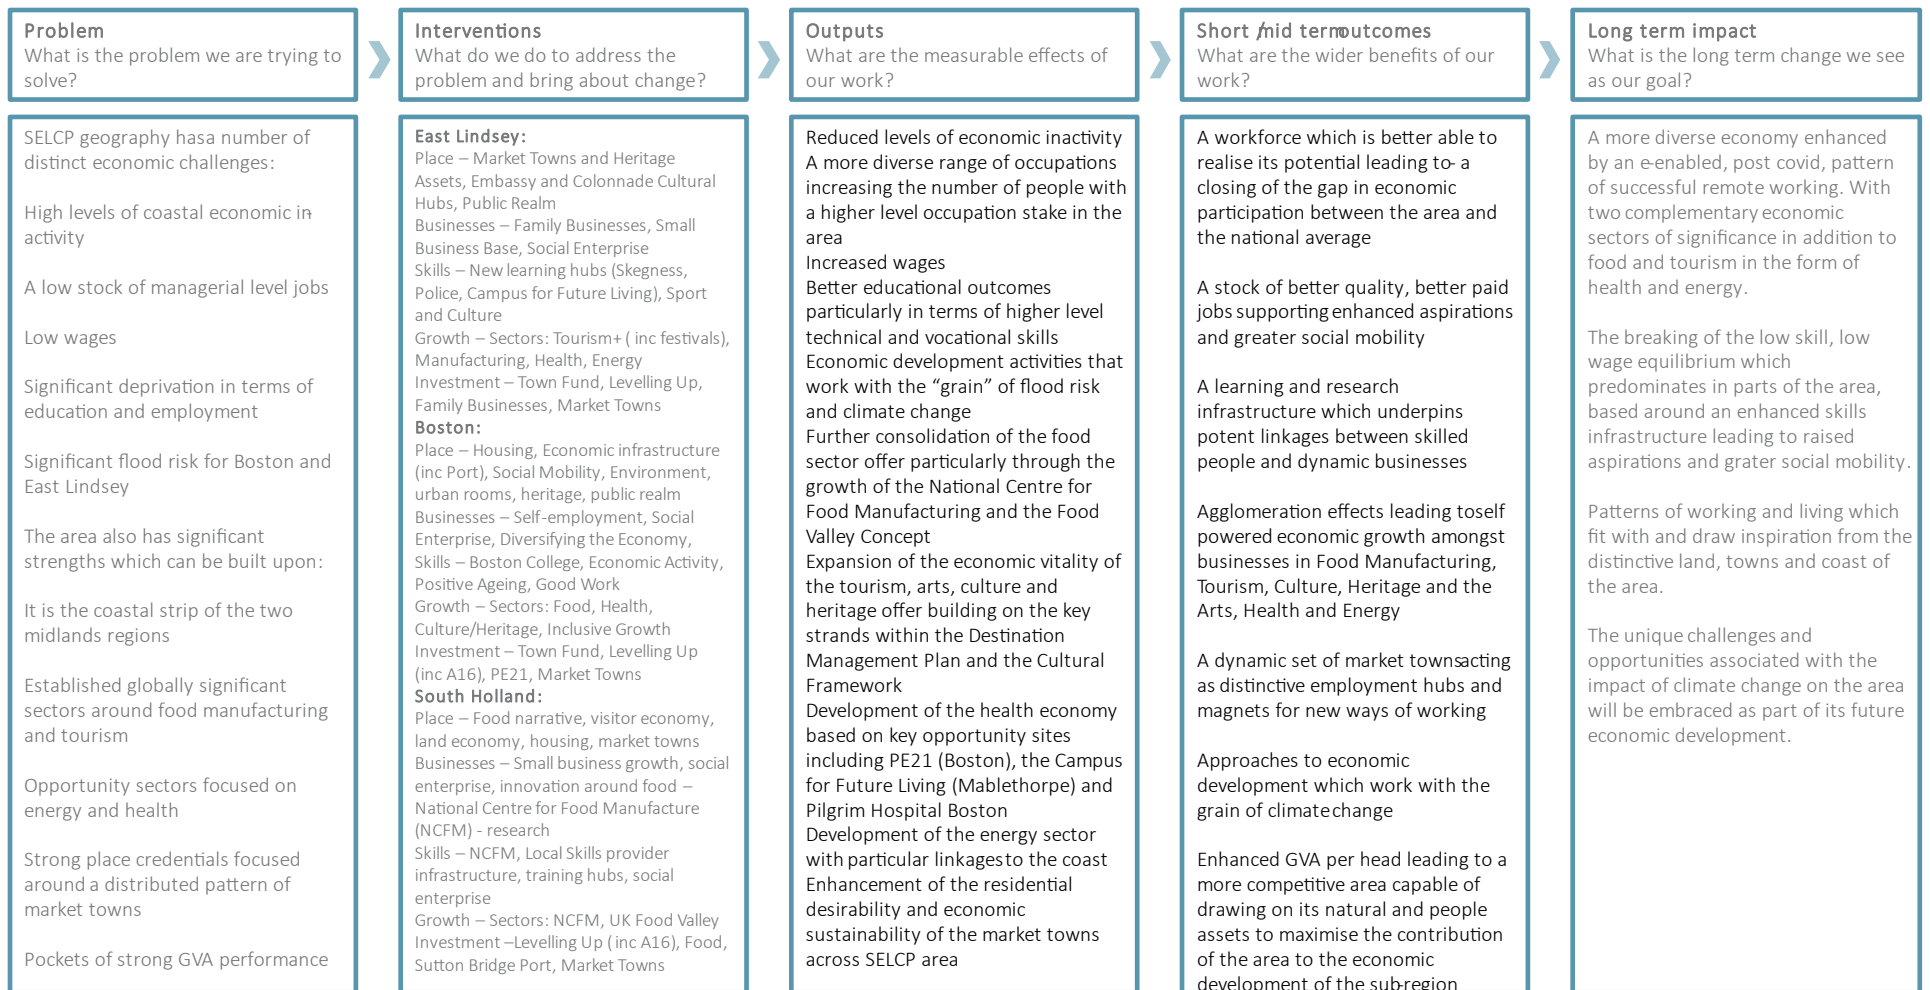 Problem
What is the problem we are trying to
solve?
Interventions
What do we do to address the
problem and bring about change?
Outputs
What are the measurable effects of
our work?
Short /mid term outcomes
What are the wider benefits of our
work?
Long term impact
What is the long term change we see
as our goal?
SELCP geography hasa number of
distinct economic challenges:
High levels of coastal economic in-
activity
A low stock of managerial level jobs
Low wages
Significant deprivation in terms of
education and employment
Significant flood risk for Boston and
East Lindsey
The area also has significant
strengths which can be built upon:
It is the coastal strip of the two
midlands regions
Established globally significant
sectors around food manufacturing
and tourism
Opportunity sectors focused on
energy and health
Strong place credentials focused
around a distributed pattern of
market towns
Pockets of strong GVA performance
East Lindsey:
Place – Market Towns and Heritage
Assets, Embassy and Colonnade Cultural
Hubs, Public Realm
Businesses – Family Businesses, Small
Business Base, Social Enterprise
Skills – New learning hubs (Skegness,
Police, Campus for Future Living), Sport
and Culture
Growth – Sectors: Tourism+ ( inc festivals),
Manufacturing, Health, Energy
Investment – Town Fund, Levelling Up,
Family Businesses, Market Towns
Boston:
Place – Housing, Economic infrastructure
(inc Port), Social Mobility, Environment,
urban rooms, heritage, public realm
Businesses – Self-employment, Social
Enterprise, Diversifying the Economy,
Skills – Boston College, Economic Activity,
Positive Ageing, Good Work
Growth – Sectors: Food, Health,
Culture/Heritage, Inclusive Growth
Investment – Town Fund, Levelling Up
(inc A16), PE21, Market Towns
South Holland:
Place – Food narrative, visitor economy,
land economy, housing, market towns
Businesses – Small business growth, social
enterprise, innovation around food –
National Centre for Food Manufacture
(NCFM) - research
Skills – NCFM, Local Skills provider
infrastructure, training hubs, social
enterprise
Growth – Sectors: NCFM, UK Food Valley
Investment –Levelling Up ( inc A16), Food,
Sutton Bridge Port, Market Towns
Reduced levels of economic inactivity
A more diverse range of occupations
increasing the number of people with
a higher level occupation stake in the
area
Increased wages
Better educational outcomes
particularly in terms of higher level
technical and vocational skills
Economic development activities that
work with the “grain” of flood risk
and climate change
Further consolidation of the food
sector offer particularly through the
growth of the National Centre for
Food Manufacturing and the Food
Valley Concept
Expansion of the economic vitality of
the tourism, arts, culture and
heritage offer building on the key
strands within the Destination
Management Plan and the Cultural
Framework
Development of the health economy
based on key opportunity sites
including PE21 (Boston), the Campus
for Future Living (Mablethorpe) and
Pilgrim Hospital Boston
Development of the energy sector
with particular linkagesto the coast
Enhancement of the residential
desirability and economic
sustainability of the market towns
across SELCP area
A workforce which is better able to
realise its potential leading to- a
closing of the gap in economic
participation between the area and
the national average
A stock of better quality, better paid
jobs supporting enhanced aspirations
and greater social mobility
A learning and research
infrastructure which underpins
potent linkages between skilled
people and dynamic businesses
Agglomeration effects leading toself
powered economic growth amongst
businesses in Food Manufacturing,
Tourism, Culture, Heritage and the
Arts, Health and Energy
A dynamic set of market townsacting
as distinctive employment hubs and
magnets for new ways of working
Approaches to economic
development which work with the
grain of climate change
Enhanced GVA per head leading to a
more competitive area capable of
drawing on its natural and people
assets to maximise the contribution
of the area to the economic
development of the sub-region
A more diverse economy enhanced
by an e-enabled, post covid, pattern
of successful remote working. With
two complementary economic
sectors of significance in addition to
food and tourism in the form of
health and energy.
The breaking of the low skill, low
wage equilibrium which
predominates in parts of the area,
based around an enhanced skills
infrastructure leading to raised
aspirations and grater social mobility.
Patterns of working and living which
fit with and draw inspiration from the
distinctive land, towns and coast of
the area.
The unique challenges and
opportunities associated with the
impact of climate change on the area
will be embraced as part of its future
economic development.